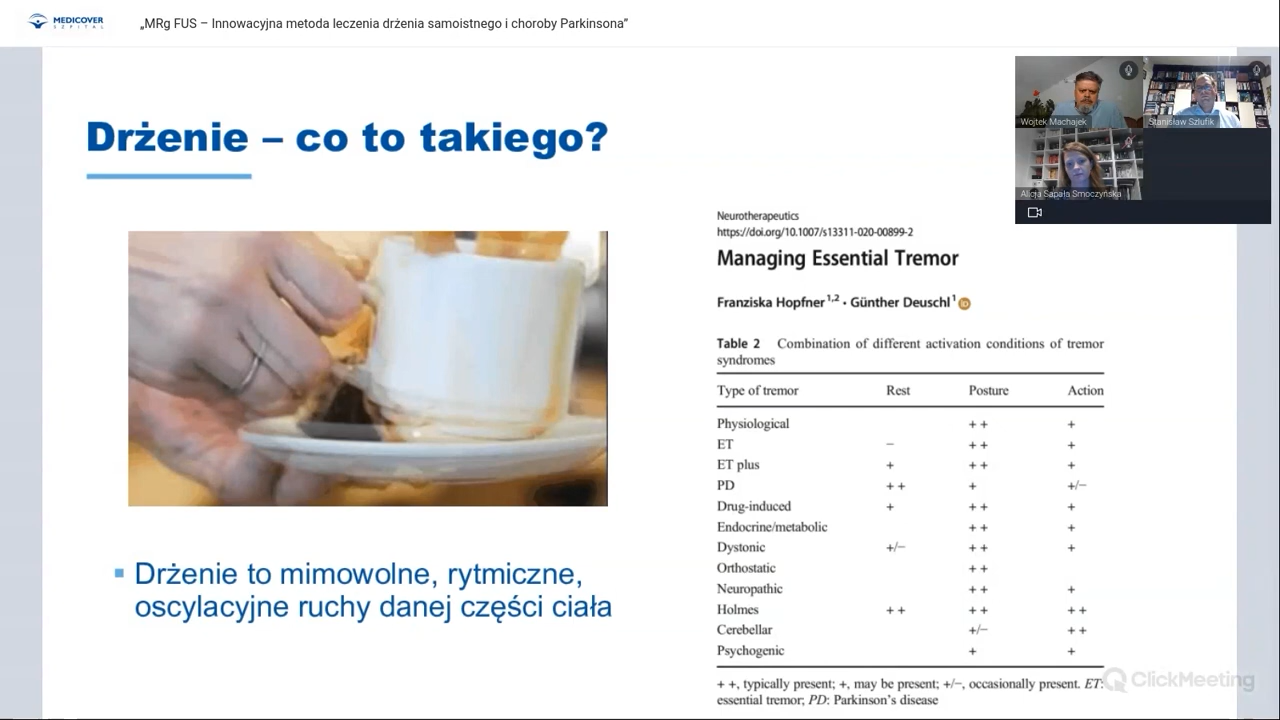 MEDICOVER
SZPITAL
„MRg FUS – Innowacyjna metoda leczenia drżenia samoistnego i choroby Parkinsona”
Wojtek Machajek
Stanisław Szlufik
Alicja Sapała Smoczyńska
Drżenie – co to takiego?
Drżenie to mimowolne, rytmiczne,
oscylacyjne ruchy danej części ciała
Neurotherapeutics
https://doi.org/10.1007/s13311-020-00899-2
Managing Essential Tremor
Franziska Hopfner 1,2 · Günther Deuschl 1 iD
Table 2 Combination of different activation conditions of tremor
syndromes
Type of tremor Rest Posture Action
Physiological ++ +
ET − ++ +
ET plus + ++ +
PD ++ + +/−
Drug-induced + ++ +
Endocrine/metabolic ++ +
Dystonic +/− ++ +
Orthostatic ++
Neuropathic ++ +
Holmes ++ ++ ++
Cerebellar +/− ++
Psychogenic + +
++, typically present; +, may be present; +/−, occasionally present. ET:
essential tremor; PD: Parkinson's disease
ClickMeeting